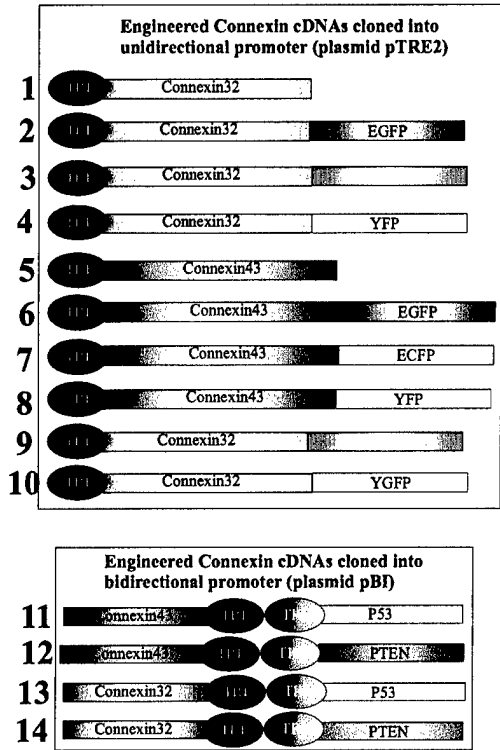 Engineered Connexin cDNAs cloned into
unidirectional promoter (plasmid pTRE2)
1 Connexin32
2 Connexin32 EGFP
3 Connexin32
4 Connexin32 YFP
5 Connexin43
6 Connexin43 EGFP
7 Connexin43 ECFP
8 Connexin43 YFP
9 Connexin32
10 Connexin32 YGFP
Engineered Connexin cDNAs cloned into
bidirectional promoter (plasmid pBI)
11 onnexin43 P53
12 onnexin43 PTEN
13 Connexin32 P53
14 Connexin32 PTEN